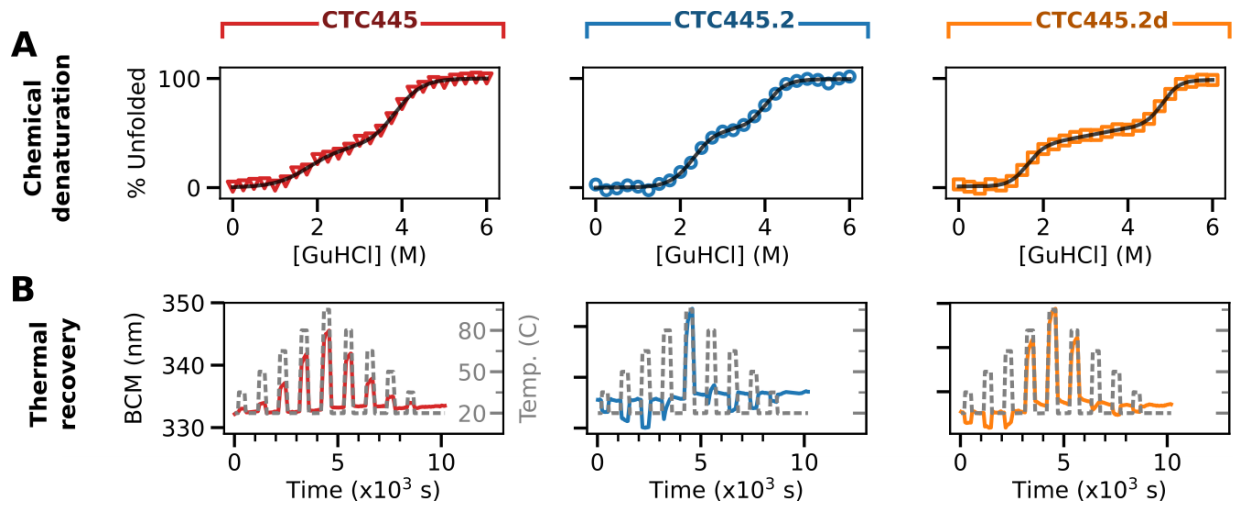 CTC445 CTC445.2 CTC445.2d
A
Chemical
denaturation
% Unfolded
100
0
0 2 4 6
[GuHCl] (M)
0 2 4 6
[GuHCl] (M)
0 2 4 6
[GuHCl] (M)
B
Thermal
recovery
BCM (nm)
350
340
330
80
50
20
Temp. (C)
0 5 10
Time (x10³ s)
0 5 10
Time (x10³ s)
0 5 10
Time (x10³ s)